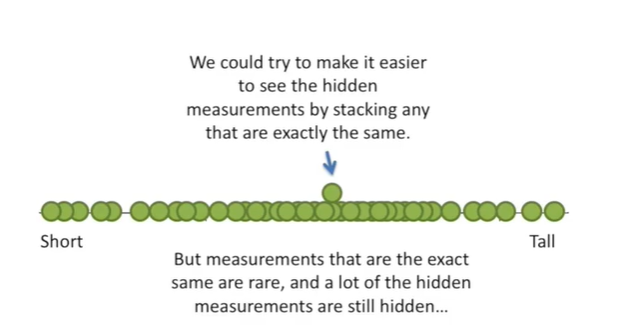 We could try to make it easier
to see the hidden
measurements by stacking any
that are exactly the same.
Short
Tall
But measurements that are the exact
same are rare, and a lot of the hidden
measurements are still hidden...